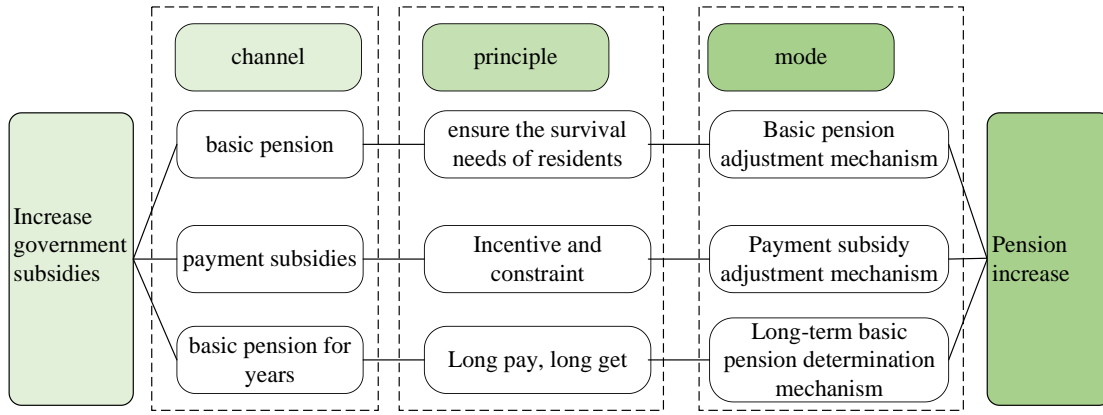 channel
principle
mode
Increase
government
subsidies
basic pension
ensure the survival
needs of residents
Basic pension
adjustment mechanism
payment subsidies
Incentive and
constraint
Payment subsidy
adjustment mechanism
basic pension for
years
Long pay, long get
Long-term basic
pension determination
mechanism
Pension
increase